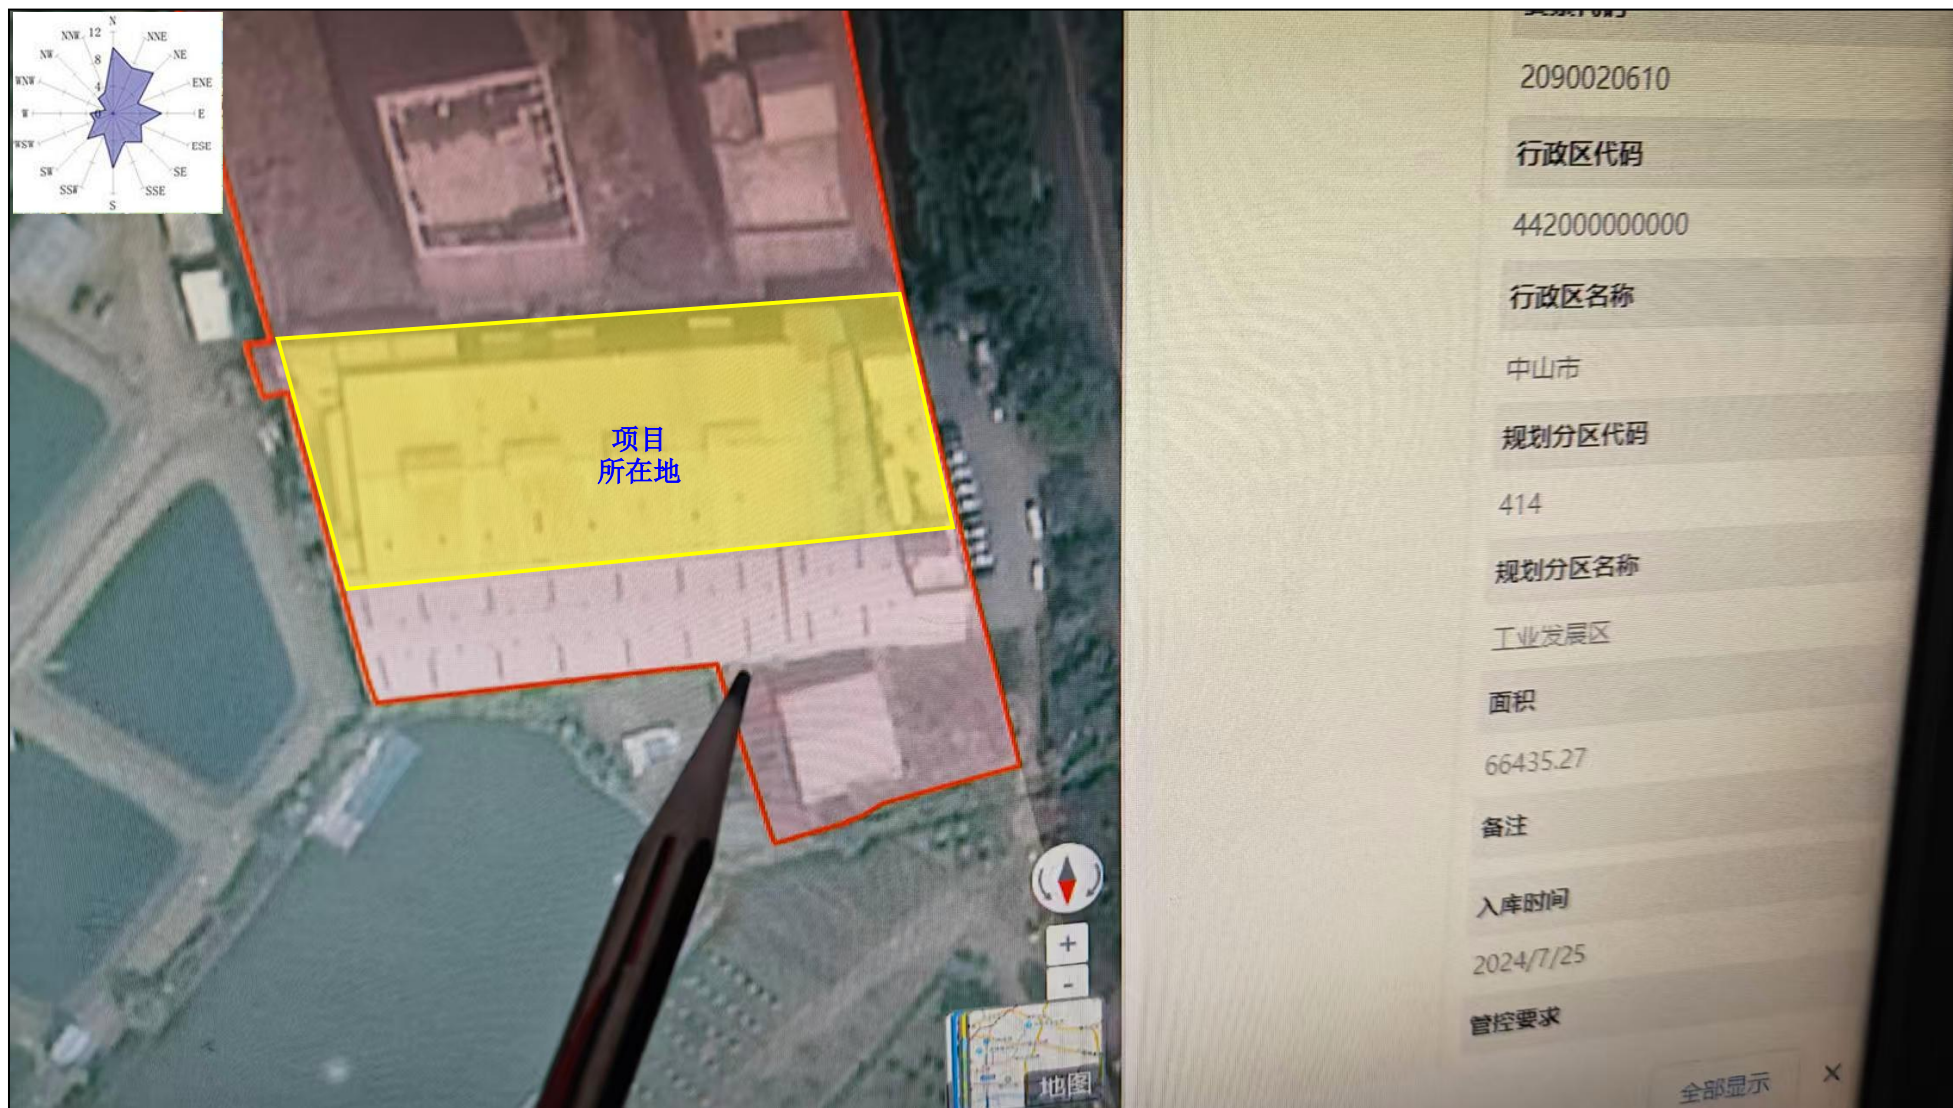 N
NNW 12 NNE
NW 8 NE
WNW 4 ENE
W 0 E
WSW ESE
SW SE
SSW SSE
S
项目
所在地
+
-
地图
2090020610
行政区代码
442000000000
行政区名称
中山市
规划分区代码
414
规划分区名称
工业发展区
面积
66435.27
备注
入库时间
2024/7/25
管控要求
全部显示 ×